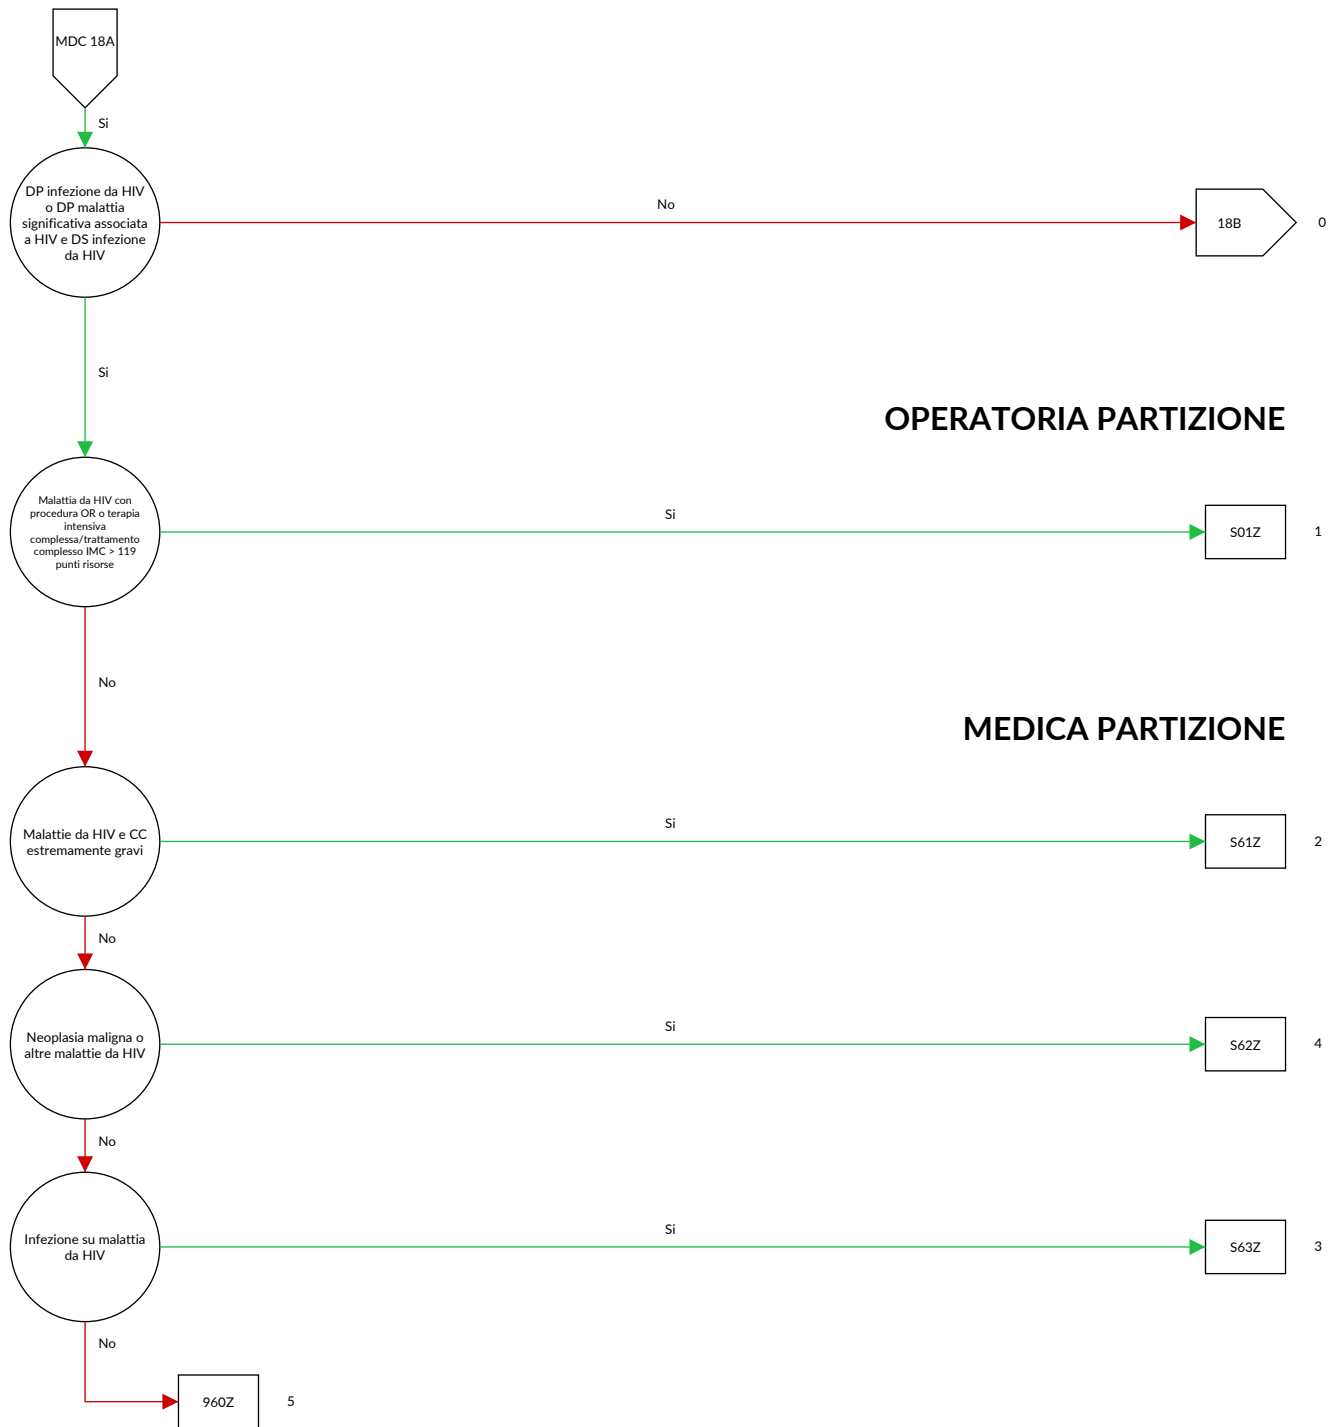 MDC 18A
Si
DP infezione da HIV
o DP malattia
significativa associata
a HIV e DS infezione
da HIV
No
18B
0
Si
OPERATORIA PARTIZIONE
Malattia da HIV con
procedura OR o terapia
intensiva
complessa/trattamento
complesso IMC > 119
punti risorse
Si
S01Z
1
No
MEDICA PARTIZIONE
Malattie da HIV e CC
estremamente gravi
Si
S61Z
2
No
Neoplasia maligna o
altre malattie da HIV
Si
S62Z
4
No
Infezione su malattia
da HIV
Si
S63Z
3
No
960Z
5